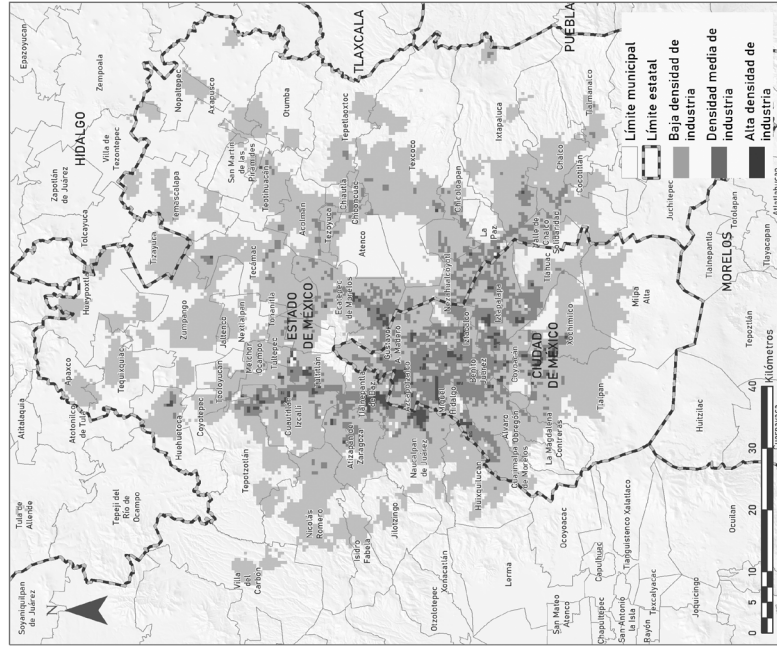 Epazoyucan
Zempoala
HIDALGO
Villa de
Tezontepec
Zapotlán
de Juárez
Tolcayuca
Tizayuca
Hueypoxtla
Apaxco
Atitalaquia
Atotonilco
de Tula
Tula de
Allende
Tepeji del
Río de
Ocampo
Soyaniquilpan
de Juárez
Nopaltepec
Axapusco
Otumba
TLAXCALA
PUEBLA
San Martín
de las
Pirámides
Teotihuacán
Temascalapa
Tecámac
Acolman
Tepetlaoxtoc
Tezoyuca
Chiautla
Chiconcuac
Texcoco
Atenco
Zumpango
Jaltenco
Nextlalpan
Tonanitla
Tequixquiac
Huehuetoca
Coyotepec
Teoloyucan
Melchor
Ocampo
Tultepec
Tultitlán
Cuautitlán
Izcalli
Tepotzotlán
ESTADO
DE MÉXICO
Ecatepec
de Morelos
Villa
del
Carbón
Nicolás
Romero
Isidro
Fabela
Jilotzingo
Atizapán de
Zaragoza
Tlalnepantla
de Baz
Gustavo
A. Madero
Azcapotzalco
Naucalpan
de Juárez
Miguel
Hidalgo
Huixquilucan
Cuajimalpa
de Morelos
Álvaro
Obregón
Benito
Juárez
Iztacalco
Iztapalapa
Nezahualcóyotl
Chicoloapan
La
Paz
Ixtapaluca
Valle de
Chalco
Solidaridad
Chalco
Cocotitlán
Tlalmanalco
Tláhuac
Coyoacán
CIUDAD
DE MÉXICO
Xochimilco
La Magdalena
Contreras
Tlalpan
Milpa
Alta
Otzolotepec
Xonacatlán
Lerma
Ocoyoacac
San Mateo
Atenco
Capulhuac
Chapultepec
Tianguistenco
Xalatlaco
San Antonio
la Isla
Rayón
Texcalyacac
Joquicingo
Ocuilan
Huitzilac
Tepoztlán
MORELOS
Tlalnepantla
Totolapan
Tlayacapan
Juchitepec
Límite municipal
Límite estatal
Baja densidad de
industria
Densidad media de
industria
Alta densidad de
industria
0 5 10 20 30 40
Kilómetros